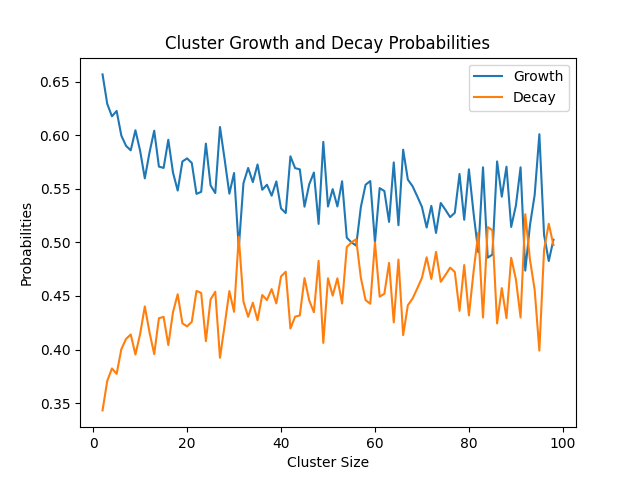 Cluster Growth and Decay Probabilities
Growth
Decay
0.65
0.60
0.55
0.50
0.45
0.40
0.35
Probabilities
0 20 40 60 80 100
Cluster Size